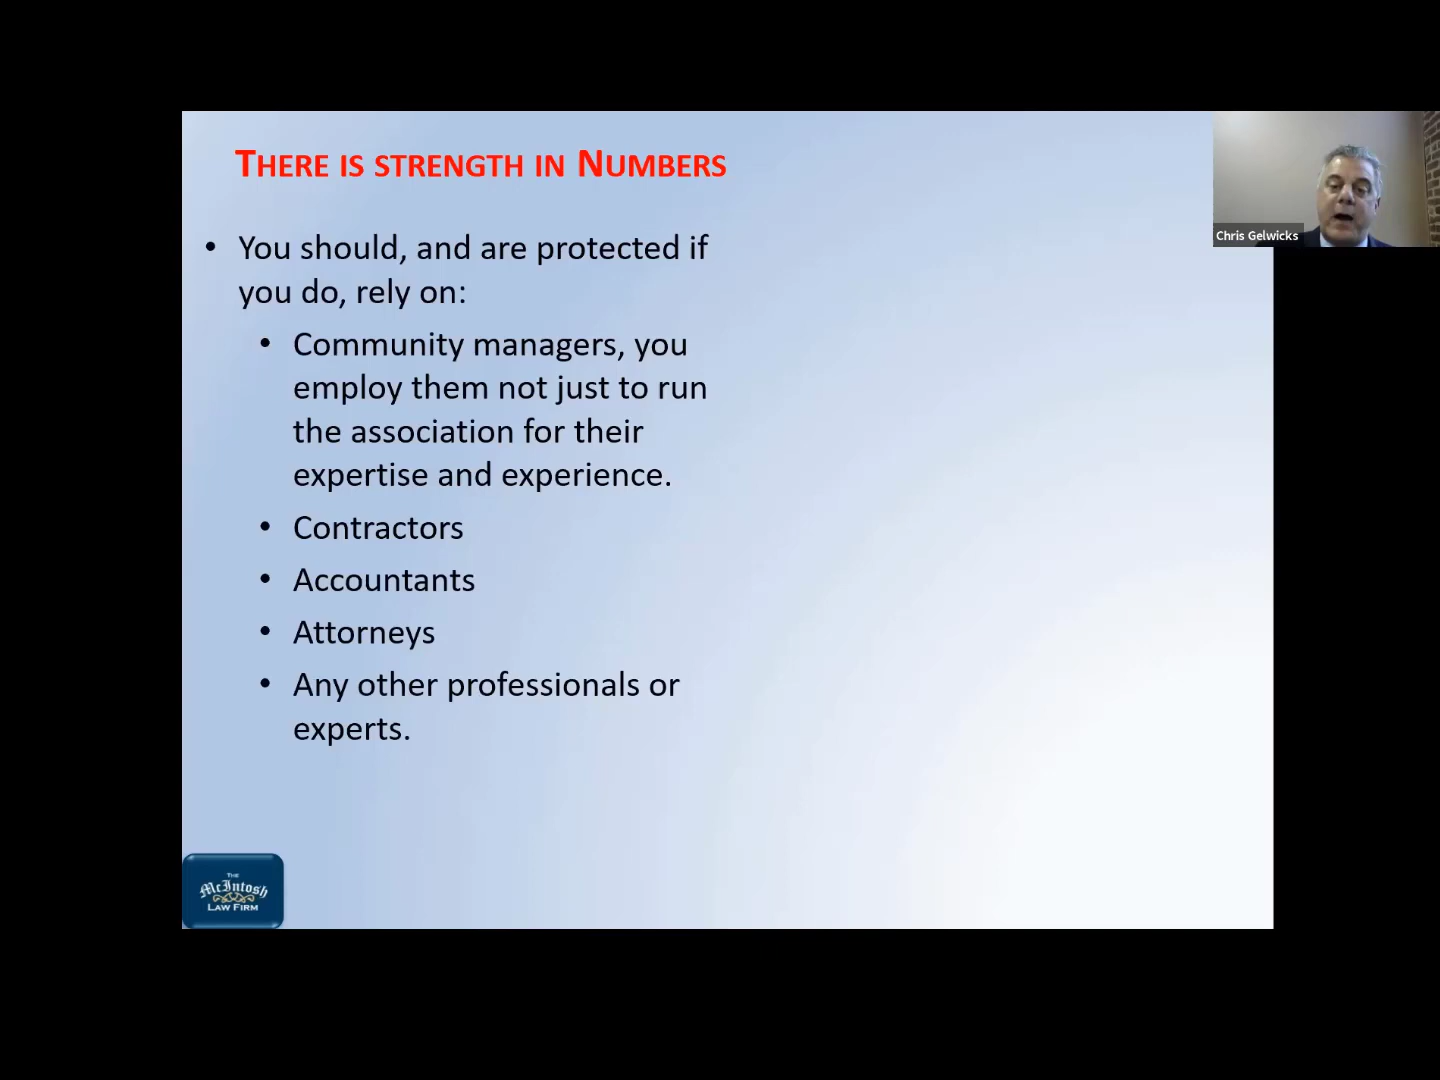 THERE IS STRENGTH IN NUMBERS
• You should, and are protected if
you do, rely on:
• Community managers, you
employ them not just to run
the association for their
expertise and experience.
• Contractors
• Accountants
• Attorneys
• Any other professionals or
experts.
Chris Gelwicks
THE
McIntosh
LAW FIRM